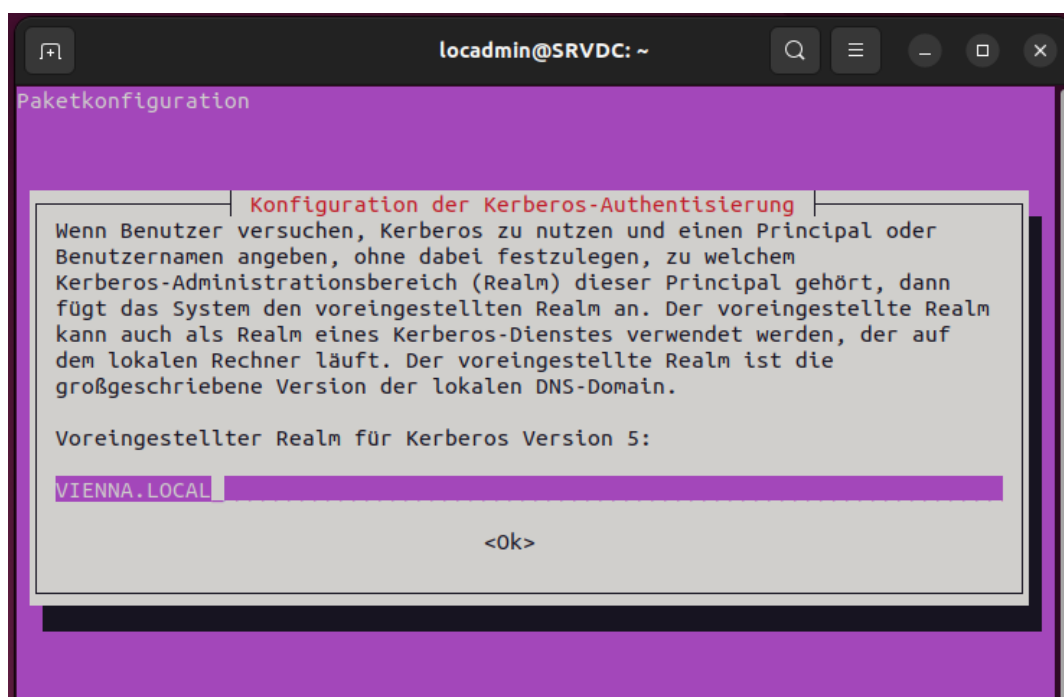 locadmin@SRVDC: ~
Paketkonfiguration
Konfiguration der Kerberos-Authentisierung
Wenn Benutzer versuchen, Kerberos zu nutzen und einen Principal oder
Benutzernamen angeben, ohne dabei festzulegen, zu welchem
Kerberos-Administrationsbereich (Realm) dieser Principal gehört, dann
fügt das System den voreingestellten Realm an. Der voreingestellte Realm
kann auch als Realm eines Kerberos-Dienstes verwendet werden, der auf
dem lokalen Rechner läuft. Der voreingestellte Realm ist die
großgeschriebene Version der lokalen DNS-Domain.
Voreingestellter Realm für Kerberos Version 5:
VIENNA.LOCAL
<Ok>